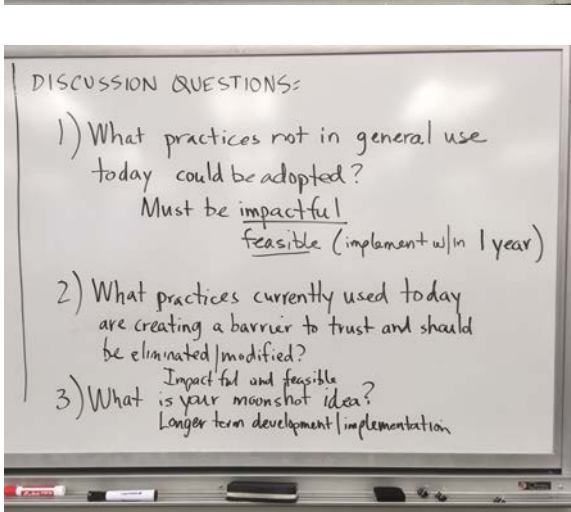 DISCUSSION QUESTIONS:
1) What practices not in general use
today could be adopted?
Must be impactful
feasible (implement w/in 1 year)
2) What practices currently used today
are creating a barrier to trust and should
be eliminated/modified?
Impactful and feasible
3) What is your moonshot idea?
Longer term development/implementation